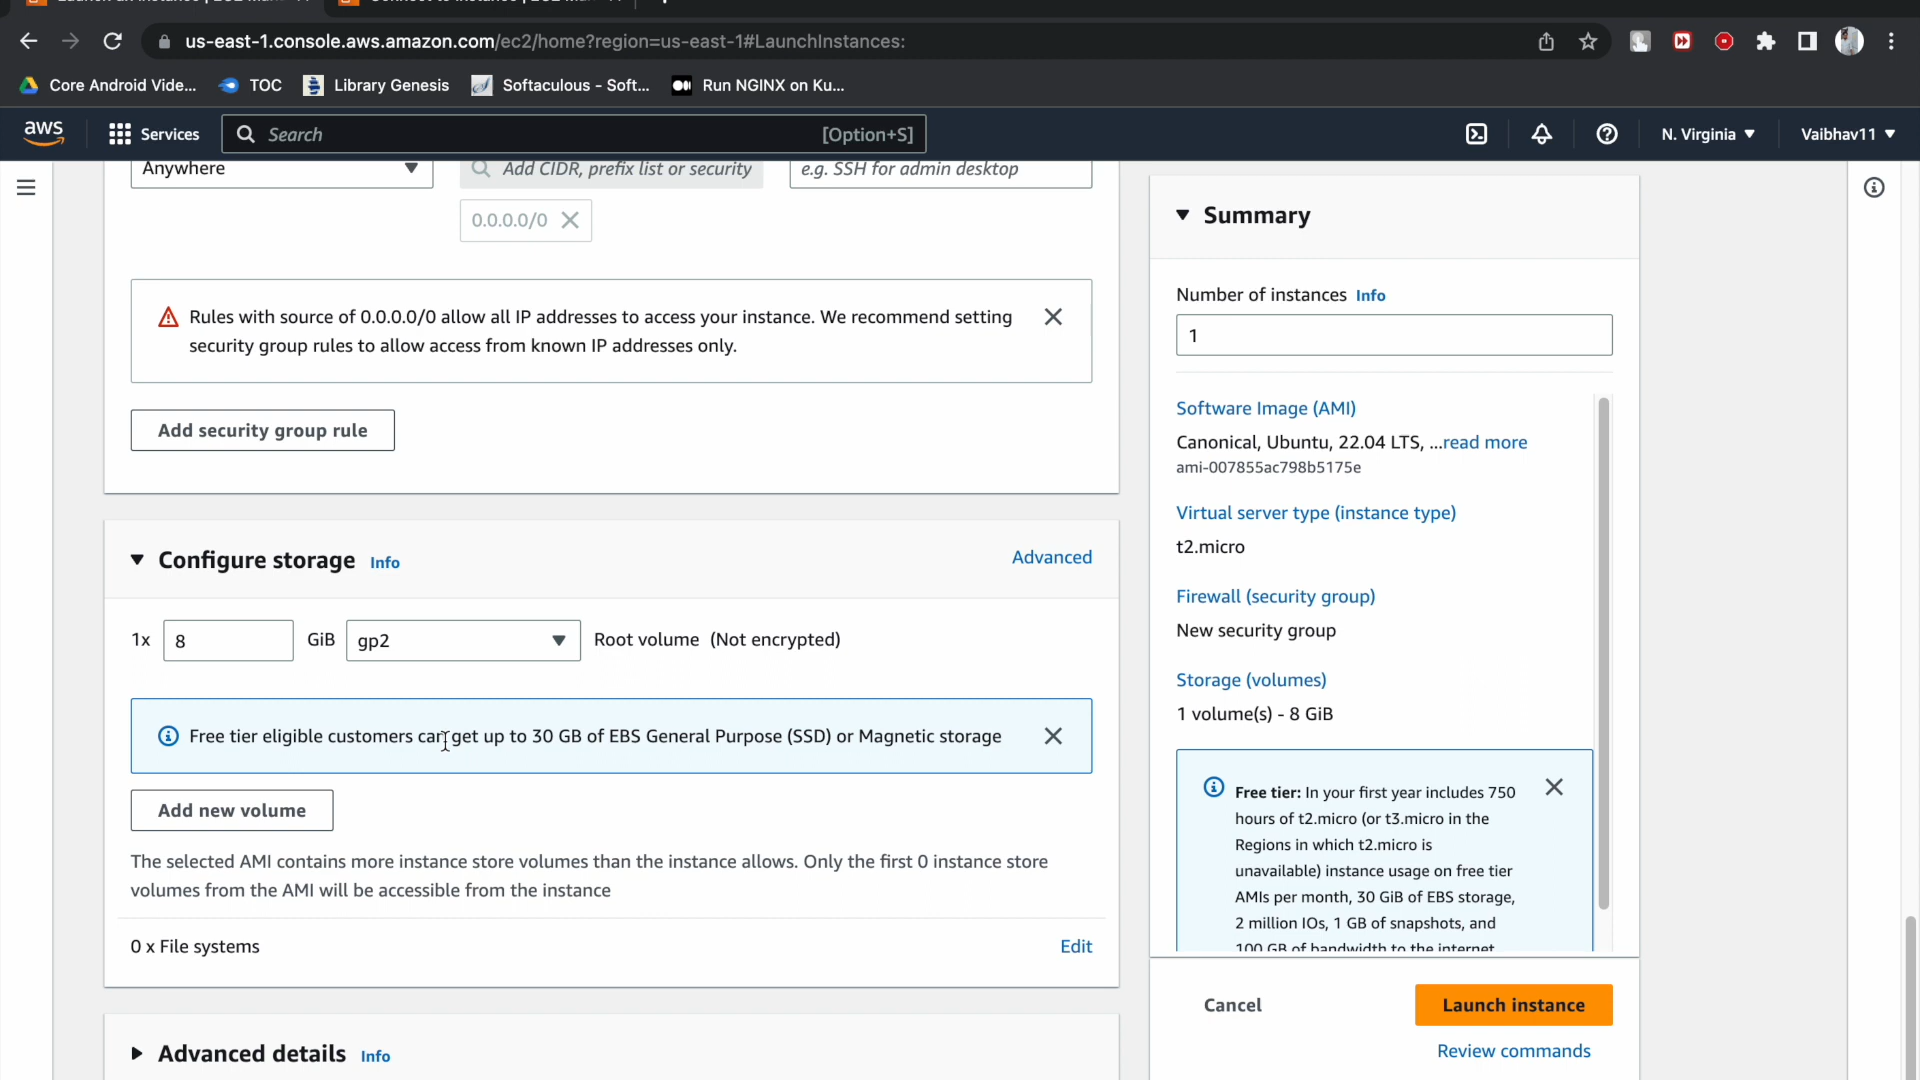 us-east-1.console.aws.amazon.com/ec2/home?region=us-east-1#LaunchInstances:
Core Android Vide...
TOC
Library Genesis
Softaculous - Soft...
Run NGINX on Ku...
aws
Services
Search
[Option+S]
N. Virginia
Vaibhav11
Anywhere
Add CIDR, prefix list or security
e.g. SSH for admin desktop
0.0.0.0/0
Rules with source of 0.0.0.0/0 allow all IP addresses to access your instance. We recommend setting
security group rules to allow access from known IP addresses only.
Add security group rule
Configure storage Info
Advanced
1x
8
GiB
gp2
Root volume (Not encrypted)
Free tier eligible customers can get up to 30 GB of EBS General Purpose (SSD) or Magnetic storage
Add new volume
The selected AMI contains more instance store volumes than the instance allows. Only the first 0 instance store
volumes from the AMI will be accessible from the instance
0 x File systems
Edit
Advanced details Info
Summary
Number of instances Info
1
Software Image (AMI)
Canonical, Ubuntu, 22.04 LTS, ...read more
ami-007855ac798b5175e
Virtual server type (instance type)
t2.micro
Firewall (security group)
New security group
Storage (volumes)
1 volume(s) - 8 GiB
Free tier: In your first year includes 750
hours of t2.micro (or t3.micro in the
Regions in which t2.micro is
unavailable) instance usage on free tier
AMIs per month, 30 GiB of EBS storage,
2 million IOs, 1 GB of snapshots, and
100 GB of bandwidth to the internet.
Cancel
Launch instance
Review commands